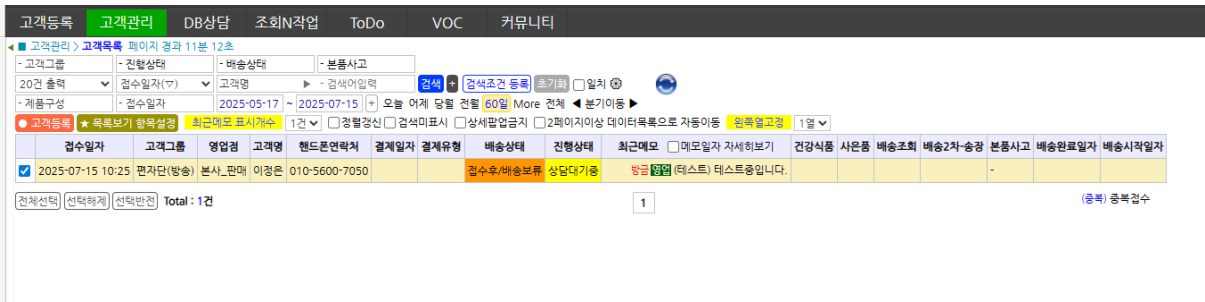 고객등록 고객관리 DB상담 조회N작업 ToDo VOC 커뮤니티
◀ ■ 고객관리 > 고객목록 페이지 경과 11분 12초
- 고객그룹 - 진행상태 - 배송상태 - 본품사고
20건 출력 접수일자(▽) 고객명 ▶ - 검색어입력 검색 + 검색조건 등록 초기화 일치
- 제품구성 - 접수일자 2025-05-17 ~ 2025-07-15 + 오늘 어제 당월 전월 60일 More 전체 ◀ 분기이동 ▶
● 고객등록 ★ 목록보기 항목설정 최근메모 표시개수 1건 정렬갱신 검색미표시 상세팝업금지 2페이지이상 데이터목록으로 자동이동 왼쪽열고정 1열
접수일자 고객그룹 영업점 고객명 핸드폰연락처 결제일자 결제유형 배송상태 진행상태 최근메모 메모일자 자세히보기 건강식품 사은품 배송조회 배송2차-송장 본품사고 배송완료일자 배송시작일자
2025-07-15 10:25 편자단(방송) 본사_판매 이정은 010-5600-7050 접수후/배송보류 상담대기중 방금 영업 (테스트) 테스트중입니다. -
전체선택 선택해제 선택반전 Total : 1건 1 (중복) 중복접수